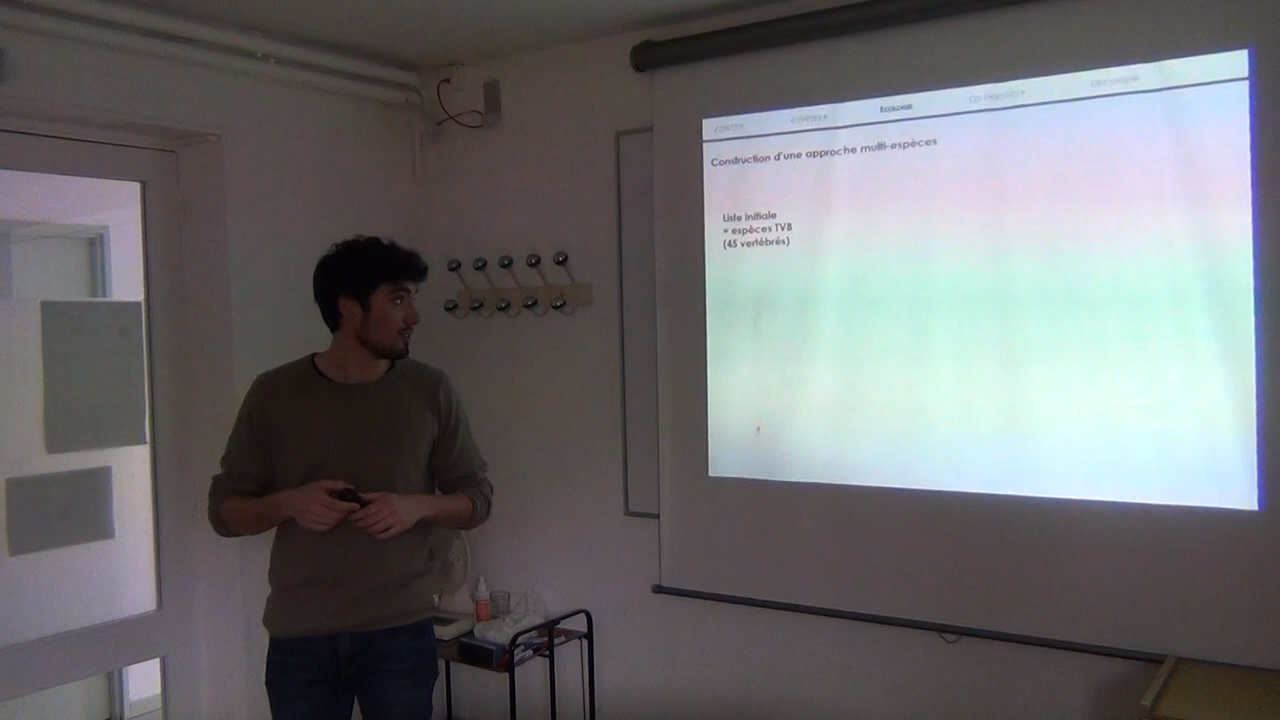 Ecologie
Construction d'une approche multi-espèces
Liste initiale
= espèces TVB
(45 vertébrés)